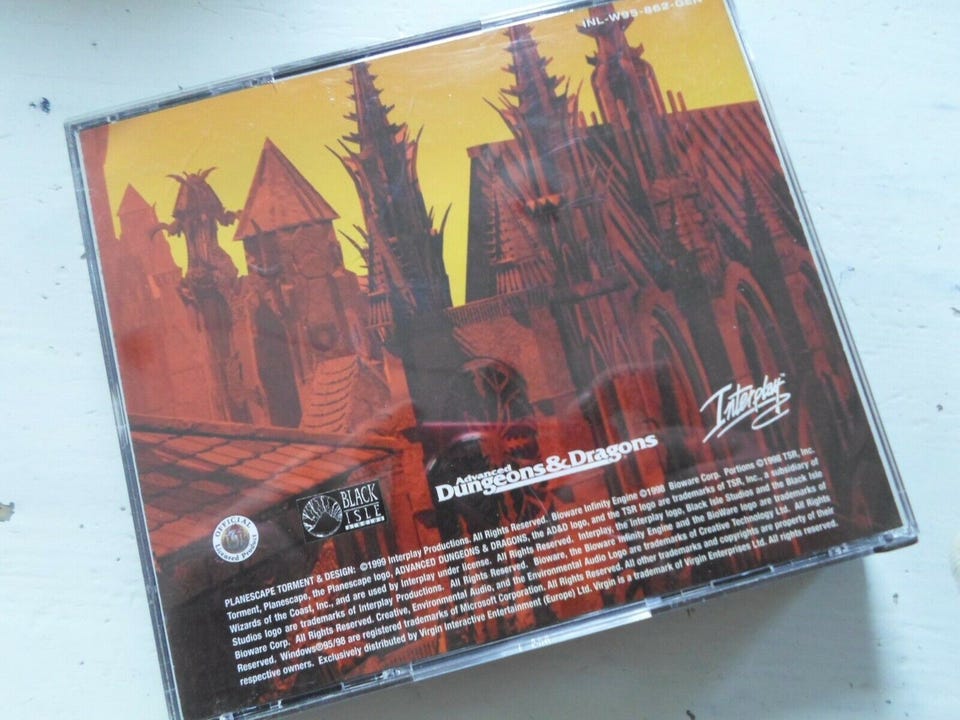 INL-W95-862-GEN
Interplay™
Advanced
Dungeons & Dragons
BLACK
ISLE
OFFICIAL
Licensed Product
PLANESCAPE TORMENT & DESIGN: ©1999 Interplay Productions. All Rights Reserved. Bioware Infinity Engine ©1998 Bioware Corp. Portions ©1998 TSR, Inc.
Torment, Planescape, the Planescape logo, ADVANCED DUNGEONS & DRAGONS, the AD&D logo, and the TSR logo are trademarks of TSR, Inc., a subsidiary of
Wizards of the Coast, Inc., and are used by Interplay under license. All Rights Reserved. Interplay, the Interplay logo, Black Isle Studios and the Black Isle
Studios logo are trademarks of Interplay Productions. All Rights Reserved. Bioware, the Bioware Infinity Engine and the BioWare logo are trademarks of
Bioware Corp. All Rights Reserved. Creative, Environmental Audio, and the Environmental Audio Logo are trademarks of Creative Technology Ltd. All Rights
Reserved. Windows®95/98 are registered trademarks of Microsoft Corporation. All Rights Reserved. All other trademarks and copyrights are property of their
respective owners. Exclusively distributed by Virgin Interactive Entertainment (Europe) Ltd. Virgin is a trademark of Virgin Enterprises Ltd. All rights reserved.